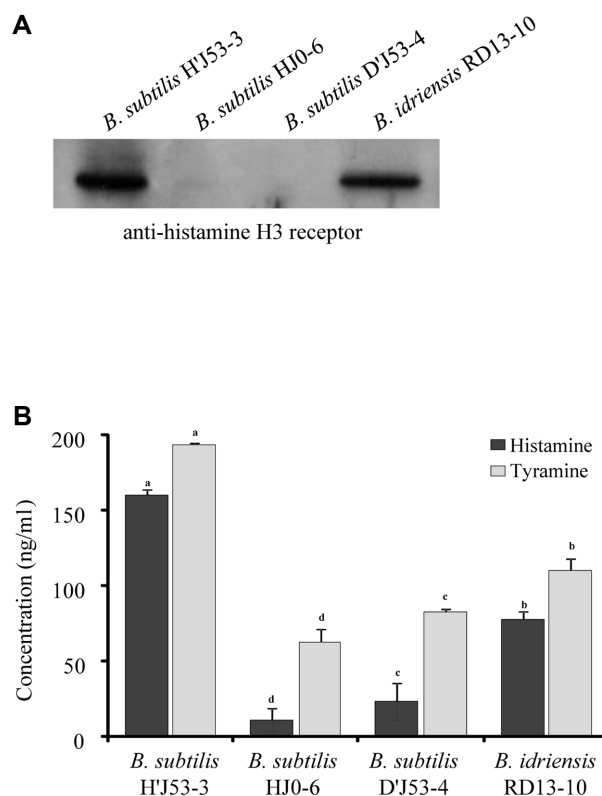 A
B. subtilis H'J53-3
B. subtilis HJ0-6
B. subtilis D'J53-4
B. idriensis RD13-10
anti-histamine H3 receptor
B
200
150
100
50
0
Concentration (ng/ml)
Histamine
Tyramine
a
a
d
d
c
c
b
b
B. subtilis
H'J53-3
B. subtilis
HJ0-6
B. subtilis
D'J53-4
B. idriensis
RD13-10